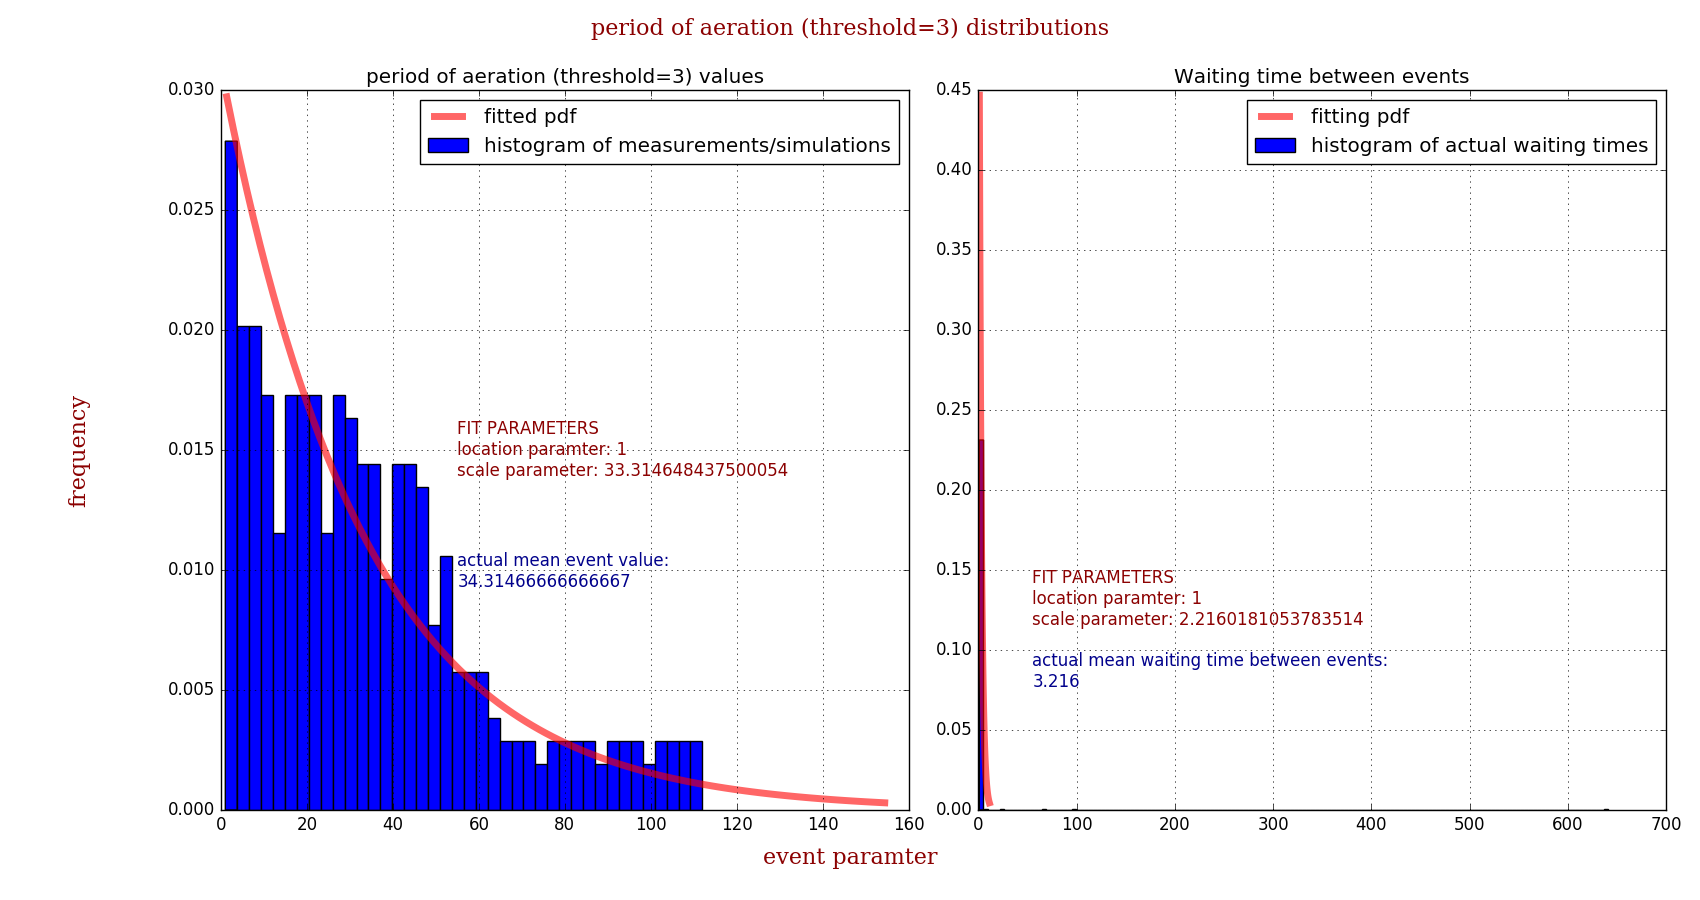 period of aeration (threshold=3) distributions
period of aeration (threshold=3) values
0.030
0.025
0.020
0.015
0.010
0.005
0.000
0
20
40
60
80
100
120
140
160
fitted pdf
histogram of measurements/simulations
FIT PARAMETERS
location paramter: 1
scale parameter: 33.314648437500054
actual mean event value:
34.31466666666667
Waiting time between events
0.45
0.40
0.35
0.30
0.25
0.20
0.15
0.10
0.05
0.00
0
100
200
300
400
500
600
700
fitting pdf
histogram of actual waiting times
FIT PARAMETERS
location paramter: 1
scale parameter: 2.2160181053783514
actual mean waiting time between events:
3.216
frequency
event paramter